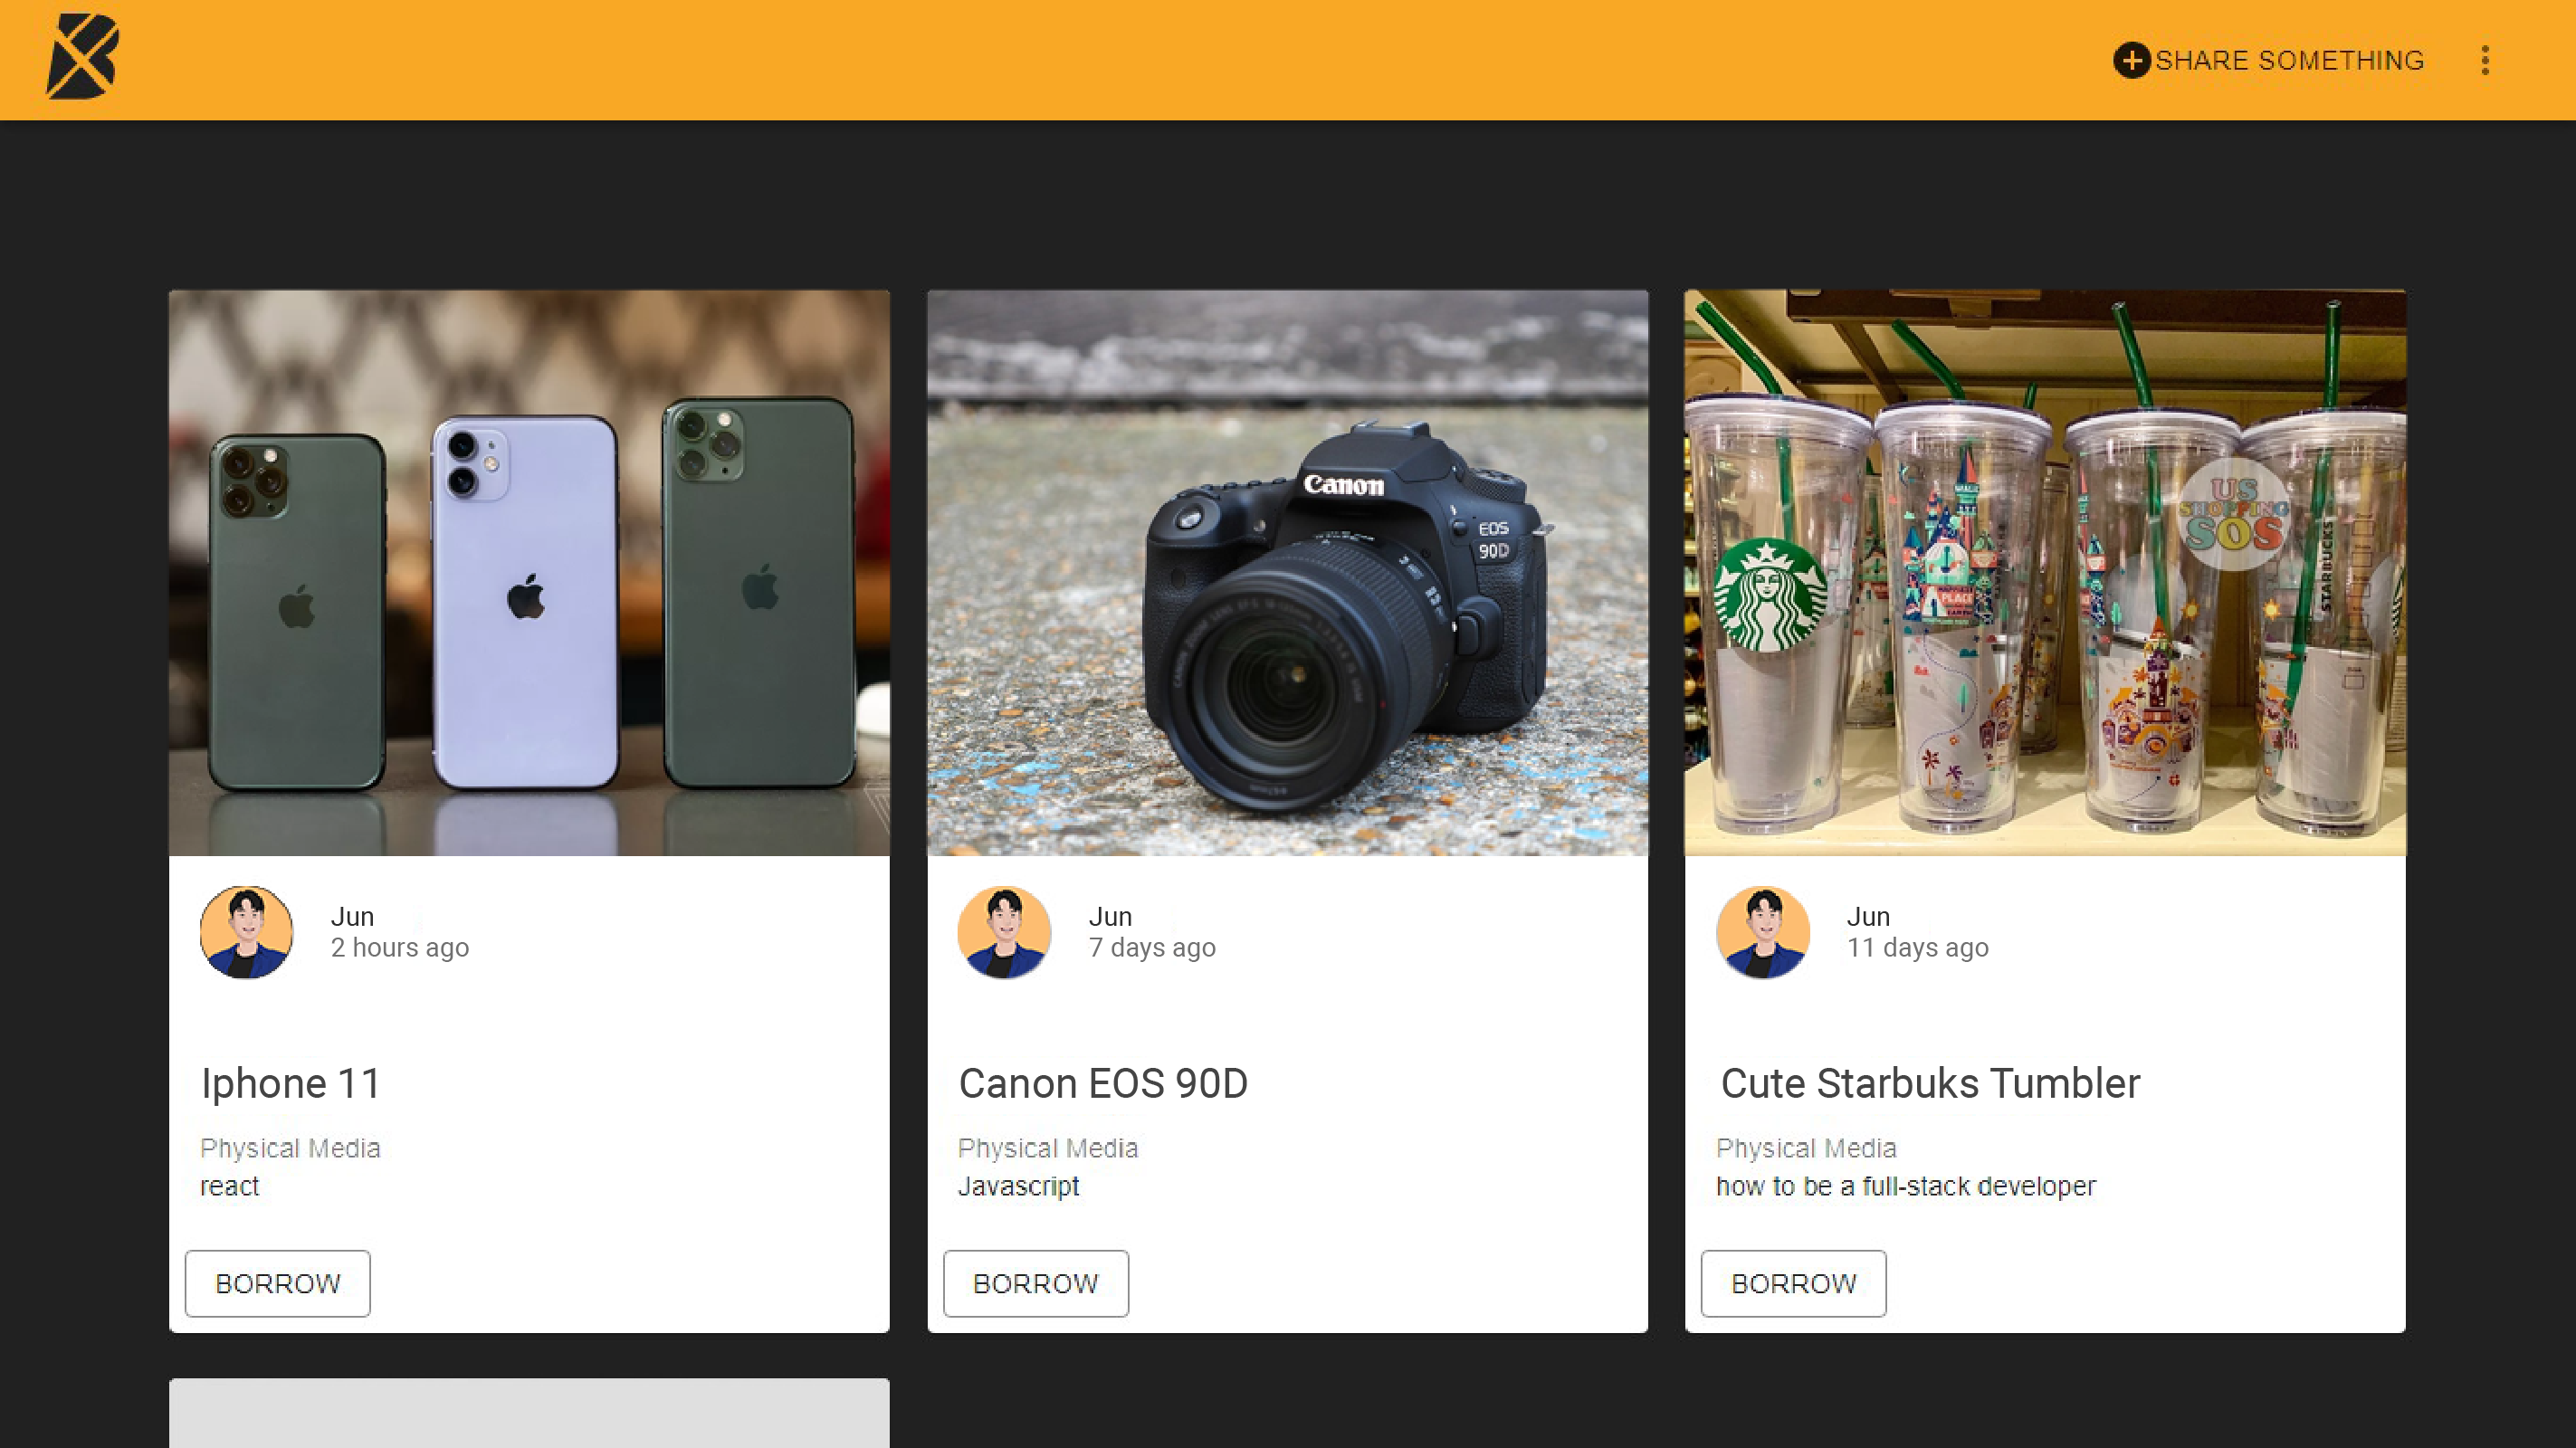 SHARE SOMETHING
Canon
EOS
90D
US
SHOPPING
SOS
STARBUCKS
PLACE
Jun
2 hours ago
Jun
7 days ago
Jun
11 days ago
Iphone 11
Canon EOS 90D
Cute Starbuks Tumbler
Physical Media
react
Physical Media
Javascript
Physical Media
how to be a full-stack developer
BORROW
BORROW
BORROW